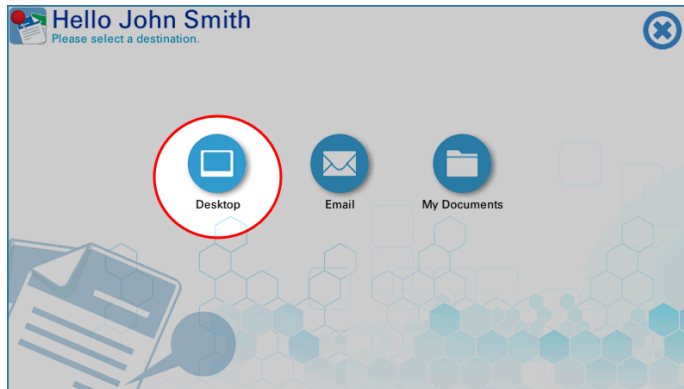 Hello John Smith
Please select a destination.
Desktop
Email
My Documents